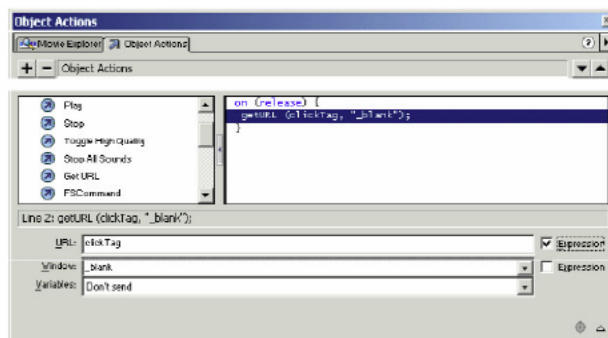 Object Actions
Movie Explorer Object Actions
Object Actions
Play
Stop
Toggle High Quality
Stop All Sounds
Get URL
FSCommand
on (release) {
getURL (clickTag, "_blank");
}
Line 2: getURL (clickTag, "_blank");
URL: clickTag
Expression
Window: _blank
Expression
Variables: Don't send